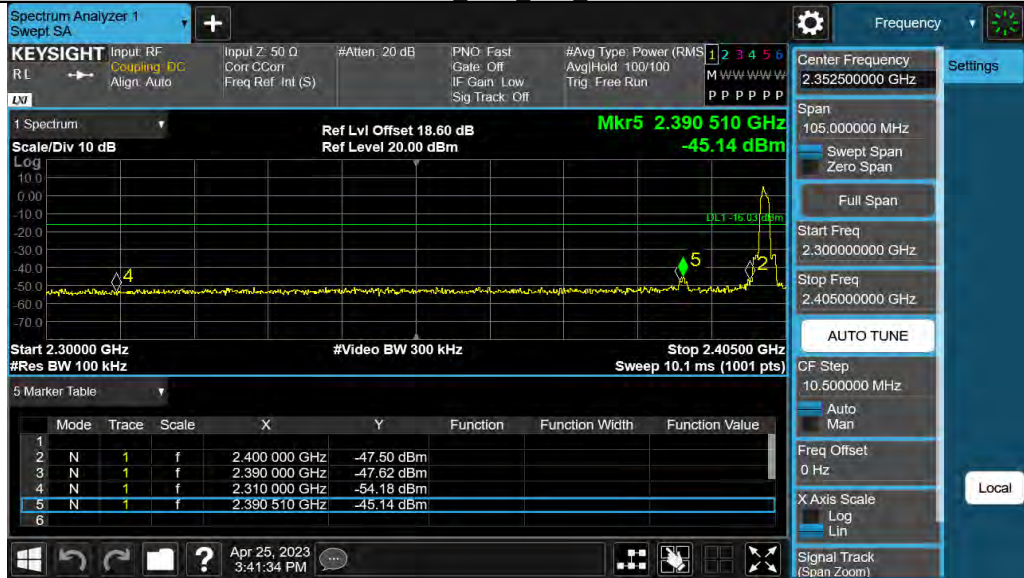 Spectrum Analyzer 1
Swept SA
Frequency
KEYSIGHT
RL
LXI
Input: RF
Coupling: DC
Align: Auto
Input Z: 50 Ω
Corr CCorr
Freq Ref: Int (S)
#Atten: 20 dB
PNO: Fast
Gate: Off
IF Gain: Low
Sig Track: Off
#Avg Type: Power (RMS
Avg|Hold: 100/100
Trig: Free Run
1 2 3 4 5 6
M W W W W W
P P P P P P
1 Spectrum
Scale/Div 10 dB
Ref Lvl Offset 18.60 dB
Ref Level 20.00 dBm
Mkr5 2.390 510 GHz
-45.14 dBm
Log
10.0
0.00
-10.0
-20.0
-30.0
-40.0
-50.0
-60.0
-70.0
DL1 -16.03 dBm
4
5
2
Start 2.30000 GHz
#Res BW 100 kHz
#Video BW 300 kHz
Stop 2.40500 GHz
Sweep 10.1 ms (1001 pts)
5 Marker Table
Mode Trace Scale X Y Function Function Width Function Value
1
2 N 1 f 2.400 000 GHz -47.50 dBm
3 N 1 f 2.390 000 GHz -47.62 dBm
4 N 1 f 2.310 000 GHz -54.18 dBm
5 N 1 f 2.390 510 GHz -45.14 dBm
6
Apr 25, 2023
3:41:34 PM
Center Frequency
2.352500000 GHz
Settings
Span
105.000000 MHz
Swept Span
Zero Span
Full Span
Start Freq
2.300000000 GHz
Stop Freq
2.405000000 GHz
AUTO TUNE
CF Step
10.500000 MHz
Auto
Man
Freq Offset
0 Hz
Local
X Axis Scale
Log
Lin
Signal Track
(Span Zoom)